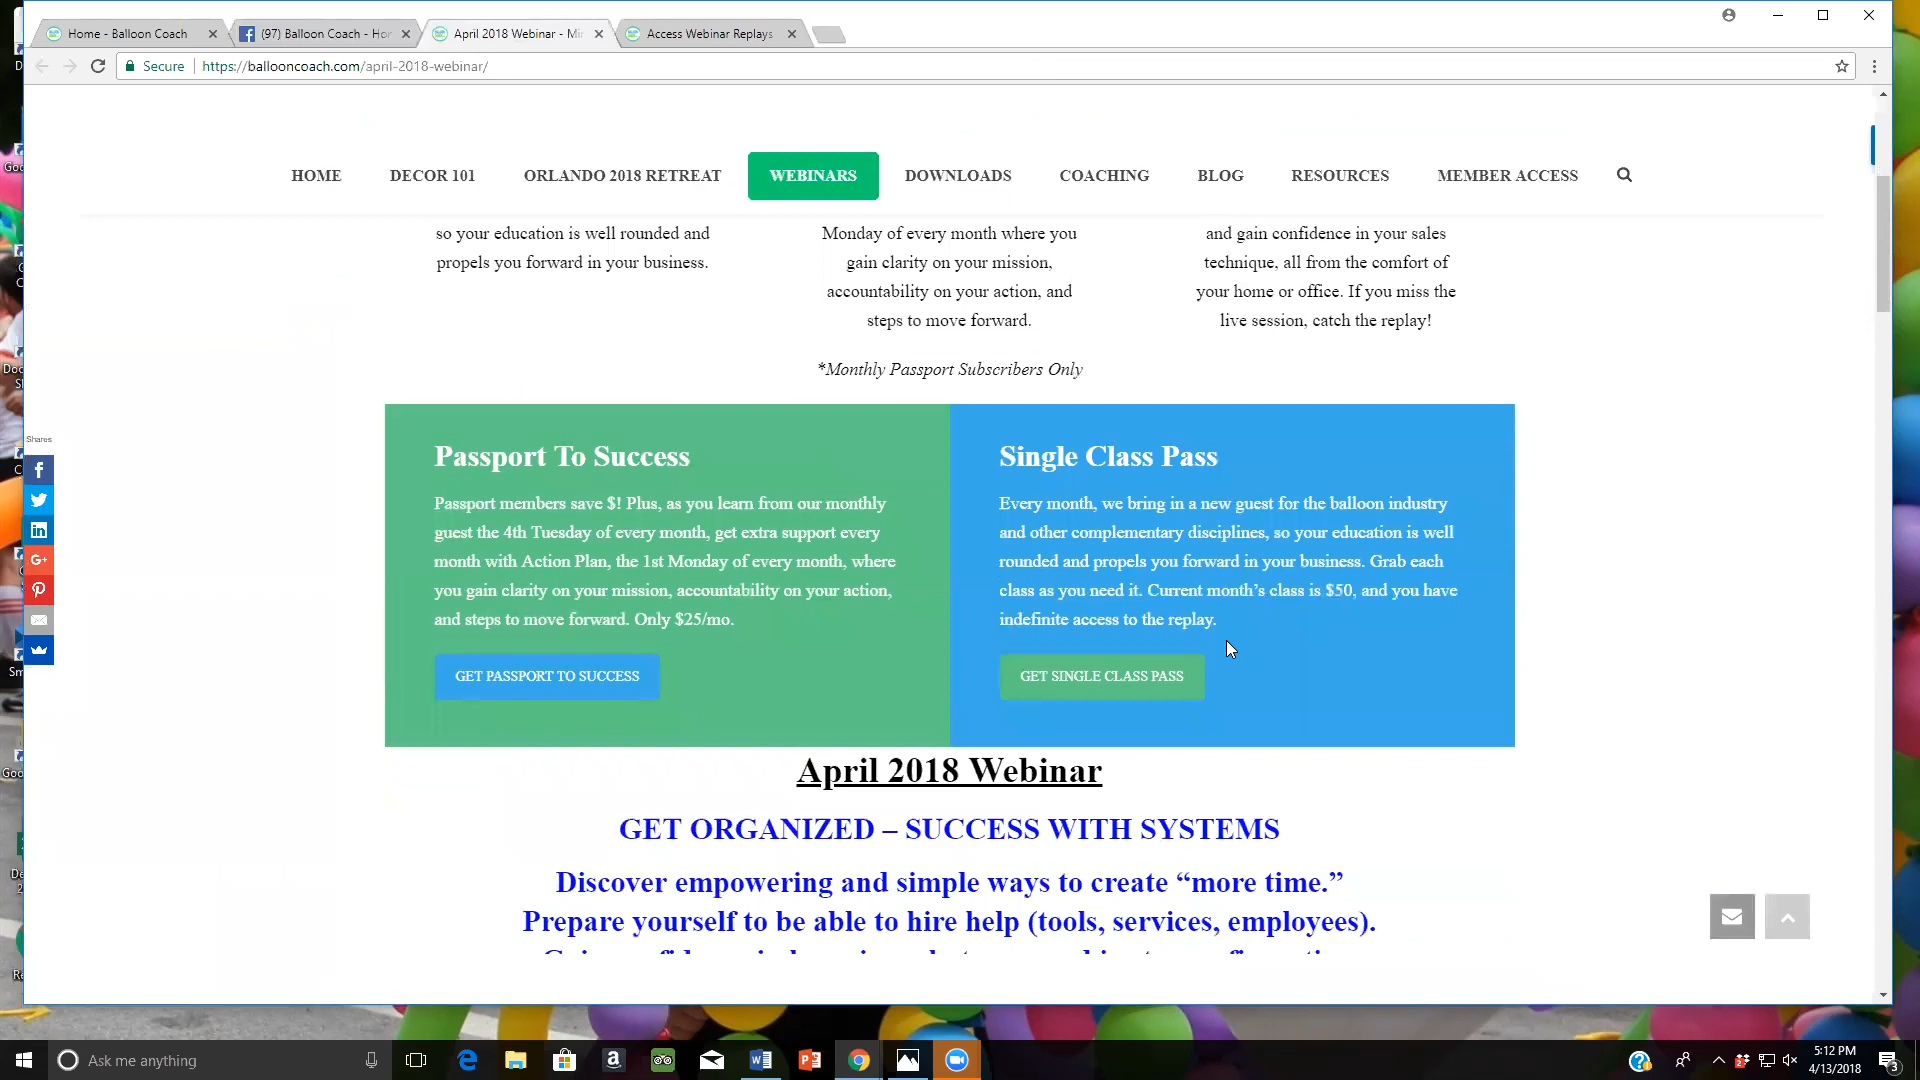 Home - Balloon Coach
(97) Balloon Coach - Hor
April 2018 Webinar - Mir
Access Webinar Replays
Secure
https://ballooncoach.com/april-2018-webinar/
HOME
DECOR 101
ORLANDO 2018 RETREAT
WEBINARS
DOWNLOADS
COACHING
BLOG
RESOURCES
MEMBER ACCESS
so your education is well rounded and
propels you forward in your business.
Monday of every month where you
gain clarity on your mission,
accountability on your action, and
steps to move forward.
and gain confidence in your sales
technique, all from the comfort of
your home or office. If you miss the
live session, catch the replay!
*Monthly Passport Subscribers Only
Shares
Passport To Success
Passport members save $! Plus, as you learn from our monthly
guest the 4th Tuesday of every month, get extra support every
month with Action Plan, the 1st Monday of every month, where
you gain clarity on your mission, accountability on your action,
and steps to move forward. Only $25/mo.
GET PASSPORT TO SUCCESS
Single Class Pass
Every month, we bring in a new guest for the balloon industry
and other complementary disciplines, so your education is well
rounded and propels you forward in your business. Grab each
class as you need it. Current month’s class is $50, and you have
indefinite access to the replay.
GET SINGLE CLASS PASS
April 2018 Webinar
GET ORGANIZED – SUCCESS WITH SYSTEMS
Discover empowering and simple ways to create “more time.”
Prepare yourself to be able to hire help (tools, services, employees).
Ask me anything
5:12 PM
4/13/2018
3